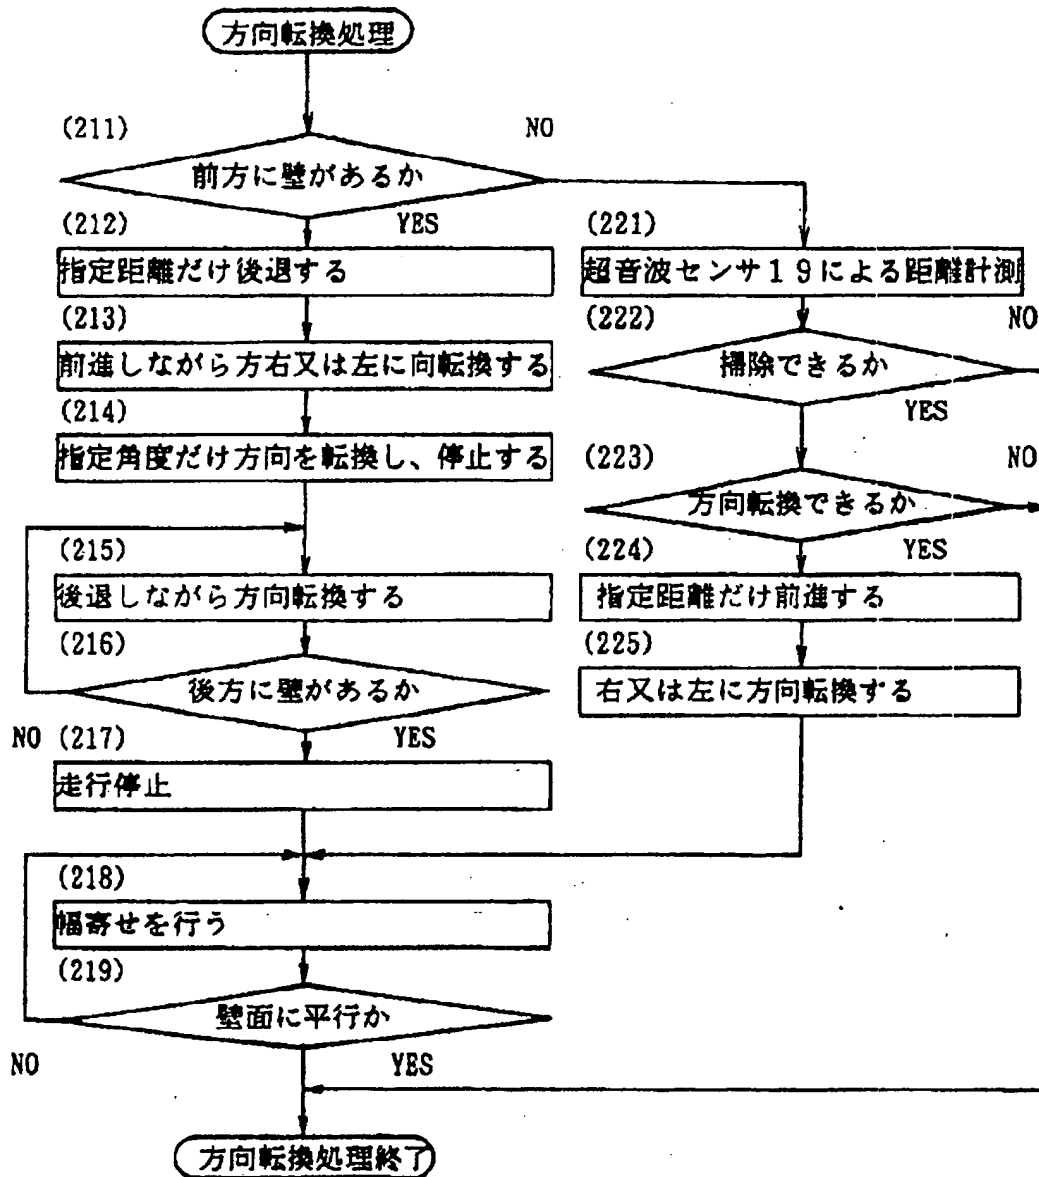 方向転換処理
(211)
NO
前方に壁があるか
(212)
YES
指定距離だけ後退する
(213)
前進しながら方右又は左に向転換する
(214)
指定角度だけ方向を転換し、停止する
(215)
後退しながら方向転換する
(216)
後方に壁があるか
NO
(217)
YES
走行停止
(221)
超音波センサ19による距離計測
(222)
NO
掃除できるか
YES
(223)
NO
方向転換できるか
(224)
YES
指定距離だけ前進する
(225)
右又は左に方向転換する
(218)
幅寄せを行う
(219)
壁面に平行か
NO
YES
方向転換処理終了